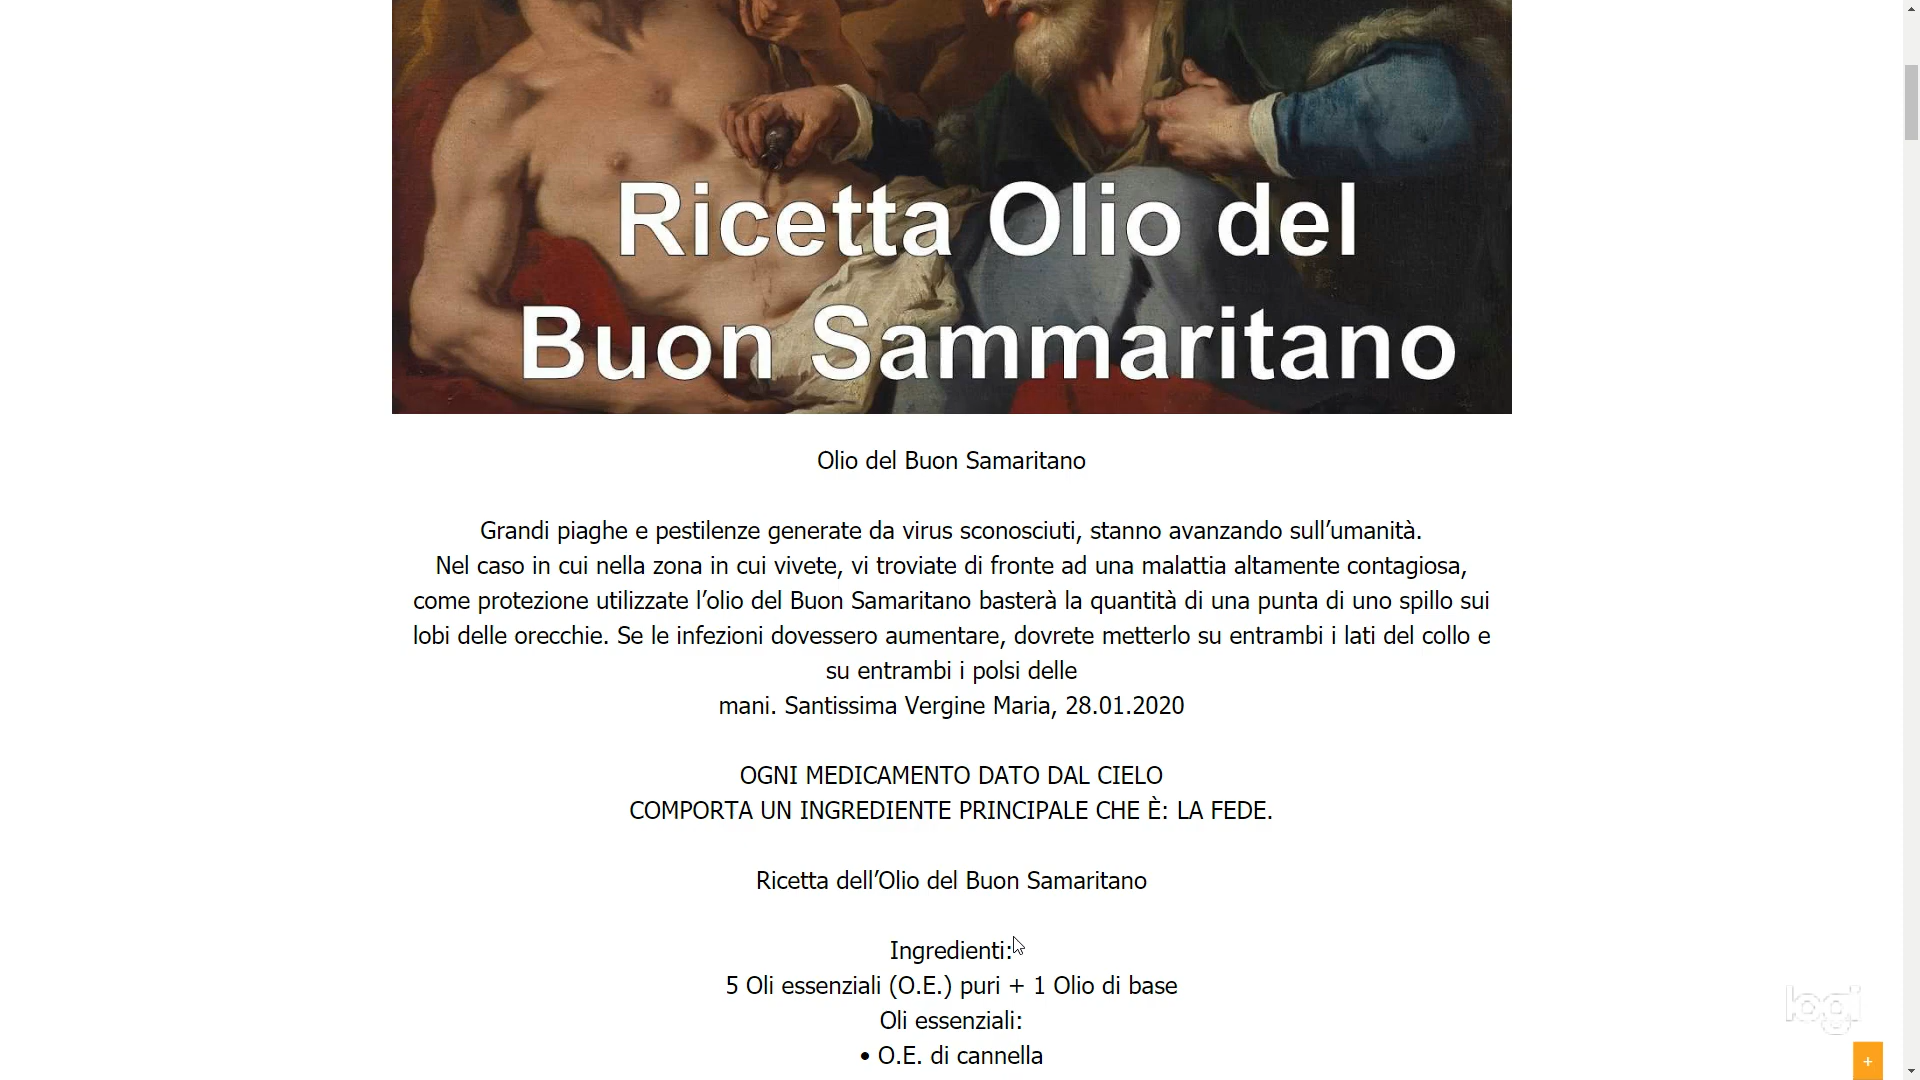 Ricetta Olio del
Buon Sammaritano
Olio del Buon Samaritano
Grandi piaghe e pestilenze generate da virus sconosciuti, stanno avanzando sull’umanità.
Nel caso in cui nella zona in cui vivete, vi troviate di fronte ad una malattia altamente contagiosa,
come protezione utilizzate l’olio del Buon Samaritano basterà la quantità di una punta di uno spillo sui
lobi delle orecchie. Se le infezioni dovessero aumentare, dovrete metterlo su entrambi i lati del collo e
su entrambi i polsi delle
mani. Santissima Vergine Maria, 28.01.2020
OGNI MEDICAMENTO DATO DAL CIELO
COMPORTA UN INGREDIENTE PRINCIPALE CHE È: LA FEDE.
Ricetta dell’Olio del Buon Samaritano
Ingredienti:
5 Oli essenziali (O.E.) puri + 1 Olio di base
Oli essenziali:
• O.E. di cannella
logi
+